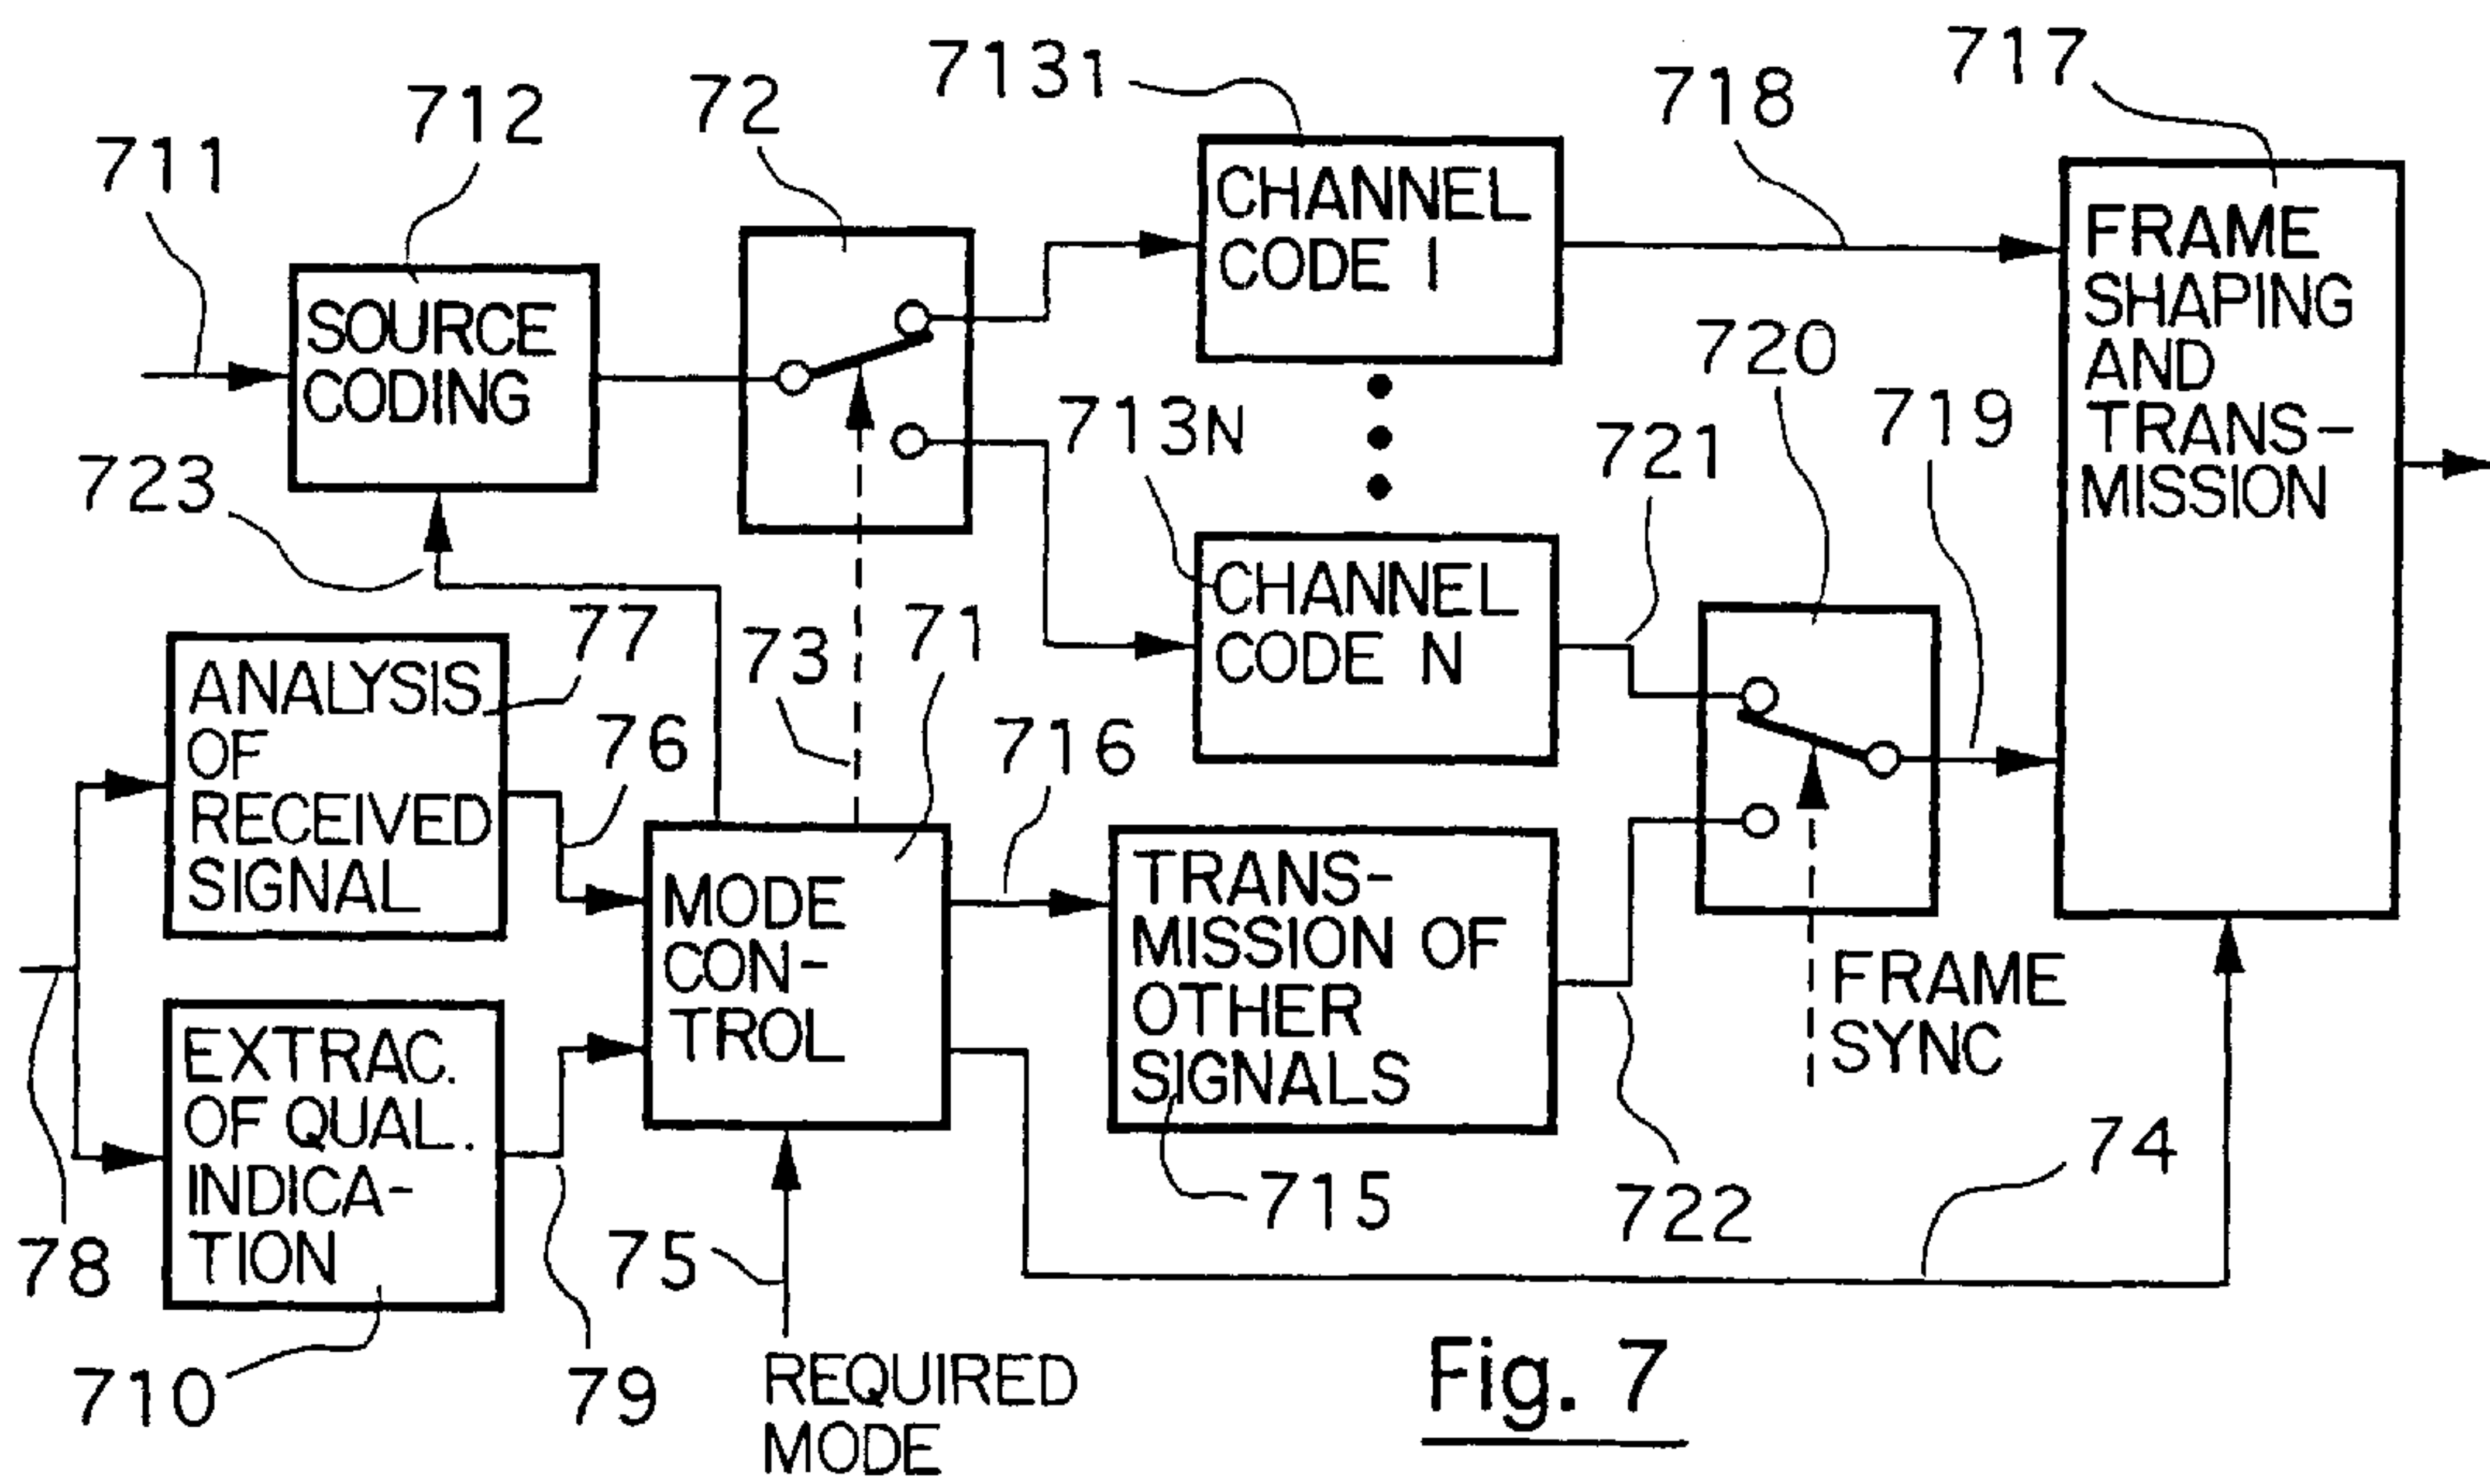 711
712
72
7131
718
717
SOURCE
CODING
CHANNEL
CODE 1
FRAME
SHAPING
AND
TRANS-
MISSION
723
713N
720
721
719
CHANNEL
CODE N
77
ANALYSIS
OF
RECEIVED
SIGNAL
76
73
71
716
MODE
CON-
TROL
TRANS-
MISSION OF
OTHER
SIGNALS
FRAME
SYNC
EXTRAC.
OF QUAL.
INDICA-
TION
78
710
79
75
REQUIRED
MODE
715
722
74
Fig. 7